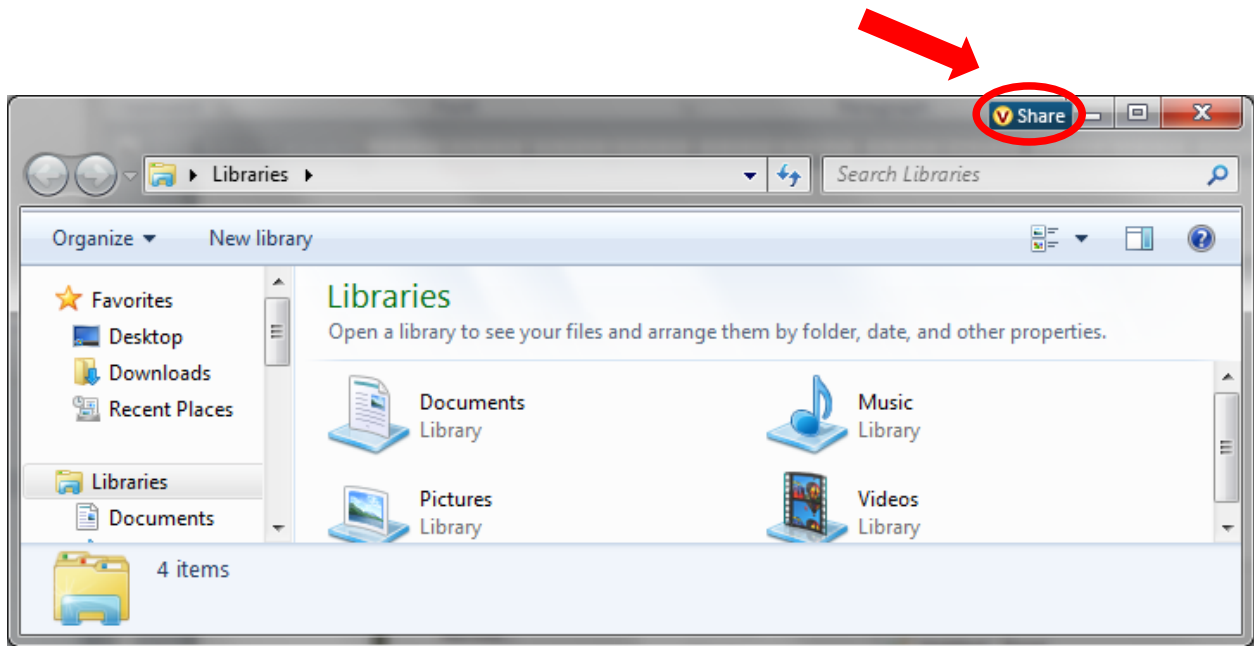 V Share
X
Libraries
Search Libraries
Organize New library
Favorites
Desktop
Downloads
Recent Places
Libraries
Documents
Libraries
Open a library to see your files and arrange them by folder, date, and other properties.
Documents
Library
Music
Library
Pictures
Library
Videos
Library
4 items